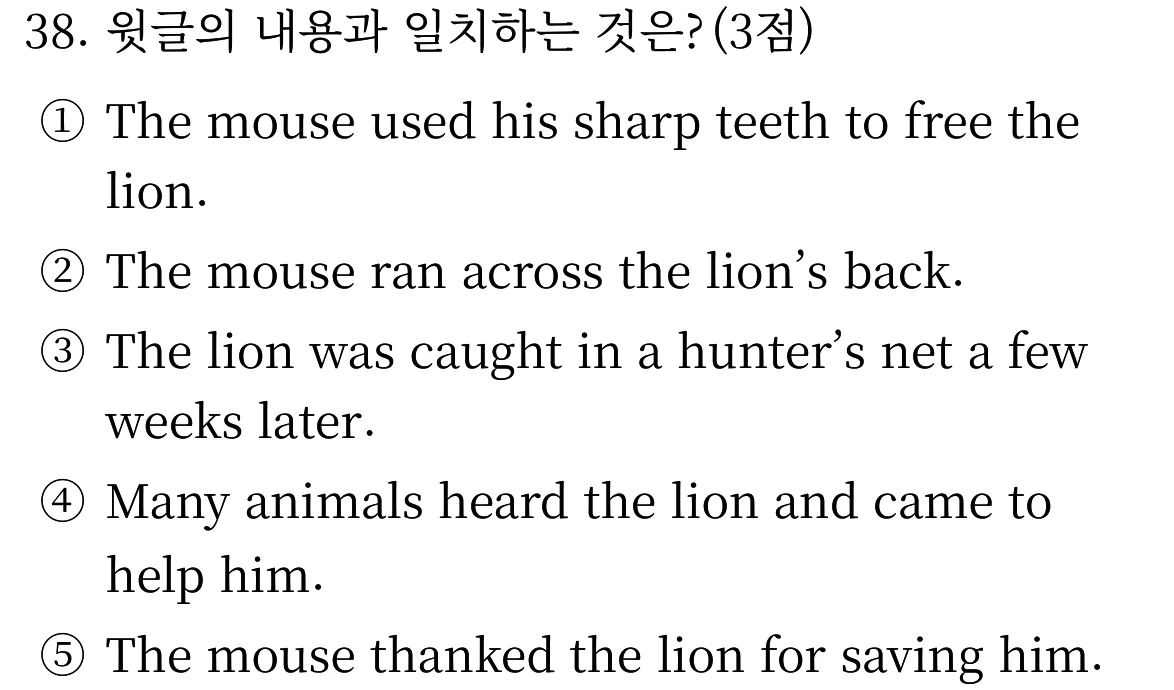 38. 윗글의 내용과 일치하는 것은? (3점)
① The mouse used his sharp teeth to free the
lion.
② The mouse ran across the lion’s back.
③ The lion was caught in a hunter’s net a few
weeks later.
④ Many animals heard the lion and came to
help him.
⑤ The mouse thanked the lion for saving him.